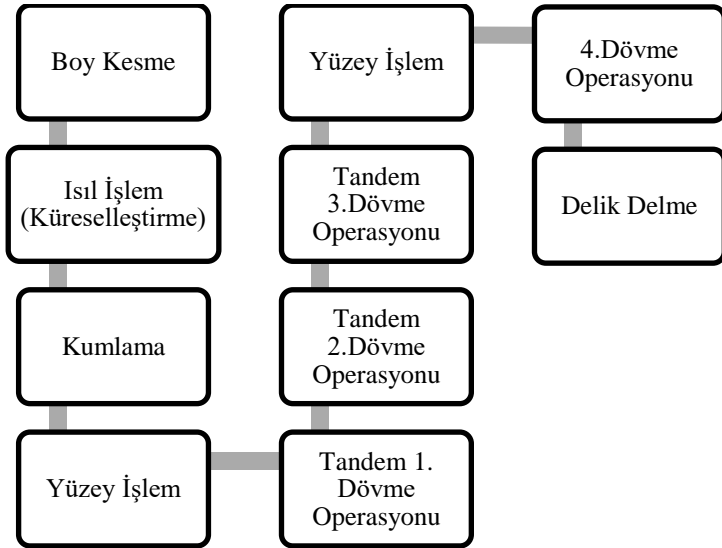 Boy Kesme
Isıl İşlem
(Küreselleştirme)
Kumlama
Yüzey İşlem
Tandem 1.
Dövme
Operasyonu
Tandem
2.Dövme
Operasyonu
Tandem
3.Dövme
Operasyonu
Yüzey İşlem
4.Dövme
Operasyonu
Delik Delme